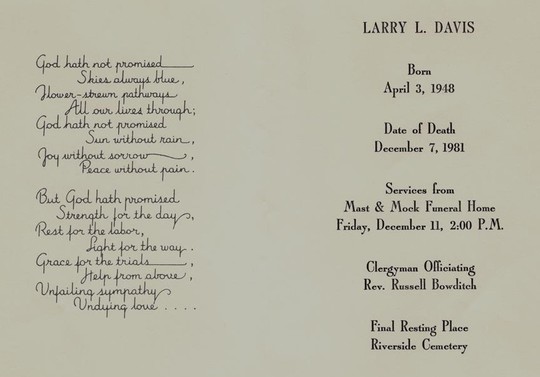 God hath not promised
Skies always blue,
Flower-strewn pathways
All our lives through;
God hath not promised
Sun without rain,
Joy without sorrow,
Peace without pain.
But God hath promised
Strength for the day,
Rest for the labor,
Light for the way.
Grace for the trials,
Help from above,
Unfailing sympathy
Undying love . . . .
LARRY L. DAVIS
Born
April 3, 1948
Date of Death
December 7, 1981
Services from
Mast & Mock Funeral Home
Friday, December 11, 2:00 P.M.
Clergyman Officiating
Rev. Russell Bowditch
Final Resting Place
Riverside Cemetery